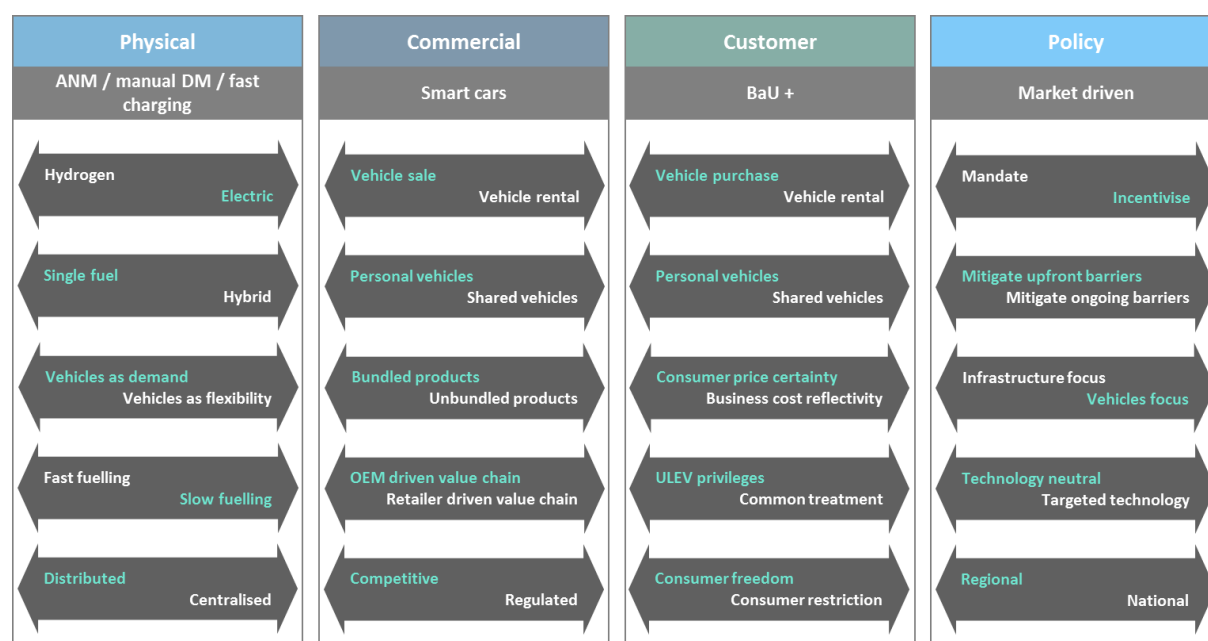 Physical
ANM / manual DM / fast
charging
Hydrogen
Electric
Single fuel
Hybrid
Vehicles as demand
Vehicles as flexibility
Fast fuelling
Slow fuelling
Distributed
Centralised
Commercial
Smart cars
Vehicle sale
Vehicle rental
Personal vehicles
Shared vehicles
Bundled products
Unbundled products
OEM driven value chain
Retailer driven value chain
Competitive
Regulated
Customer
BaU +
Vehicle purchase
Vehicle rental
Personal vehicles
Shared vehicles
Consumer price certainty
Business cost reflectivity
ULEV privileges
Common treatment
Consumer freedom
Consumer restriction
Policy
Market driven
Mandate
Incentivise
Mitigate upfront barriers
Mitigate ongoing barriers
Infrastructure focus
Vehicles focus
Technology neutral
Targeted technology
Regional
National